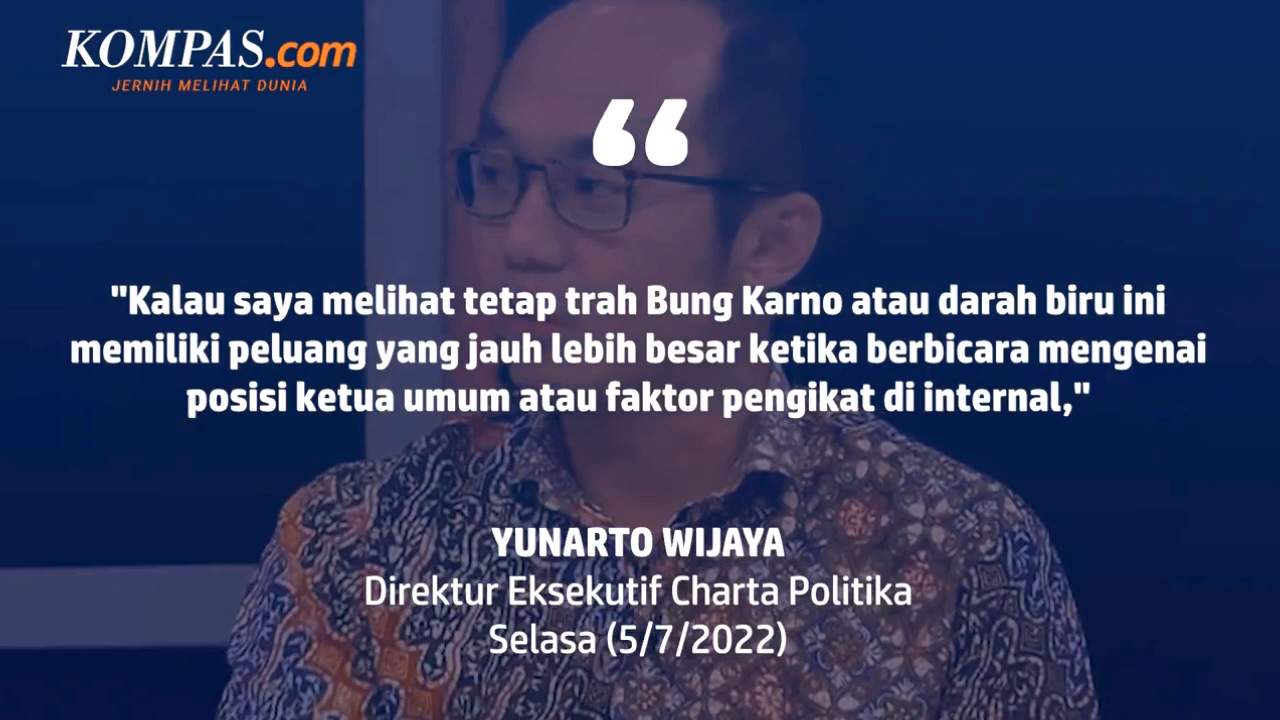 KOMPAS.com
JERNIH MELIHAT DUNIA
“
"Kalau saya melihat tetap trah Bung Karno atau darah biru ini
memiliki peluang yang jauh lebih besar ketika berbicara mengenai
posisi ketua umum atau faktor pengikat di internal,"
YUNARTO WIJAYA
Direktur Eksekutif Charta Politika
Selasa (5/7/2022)